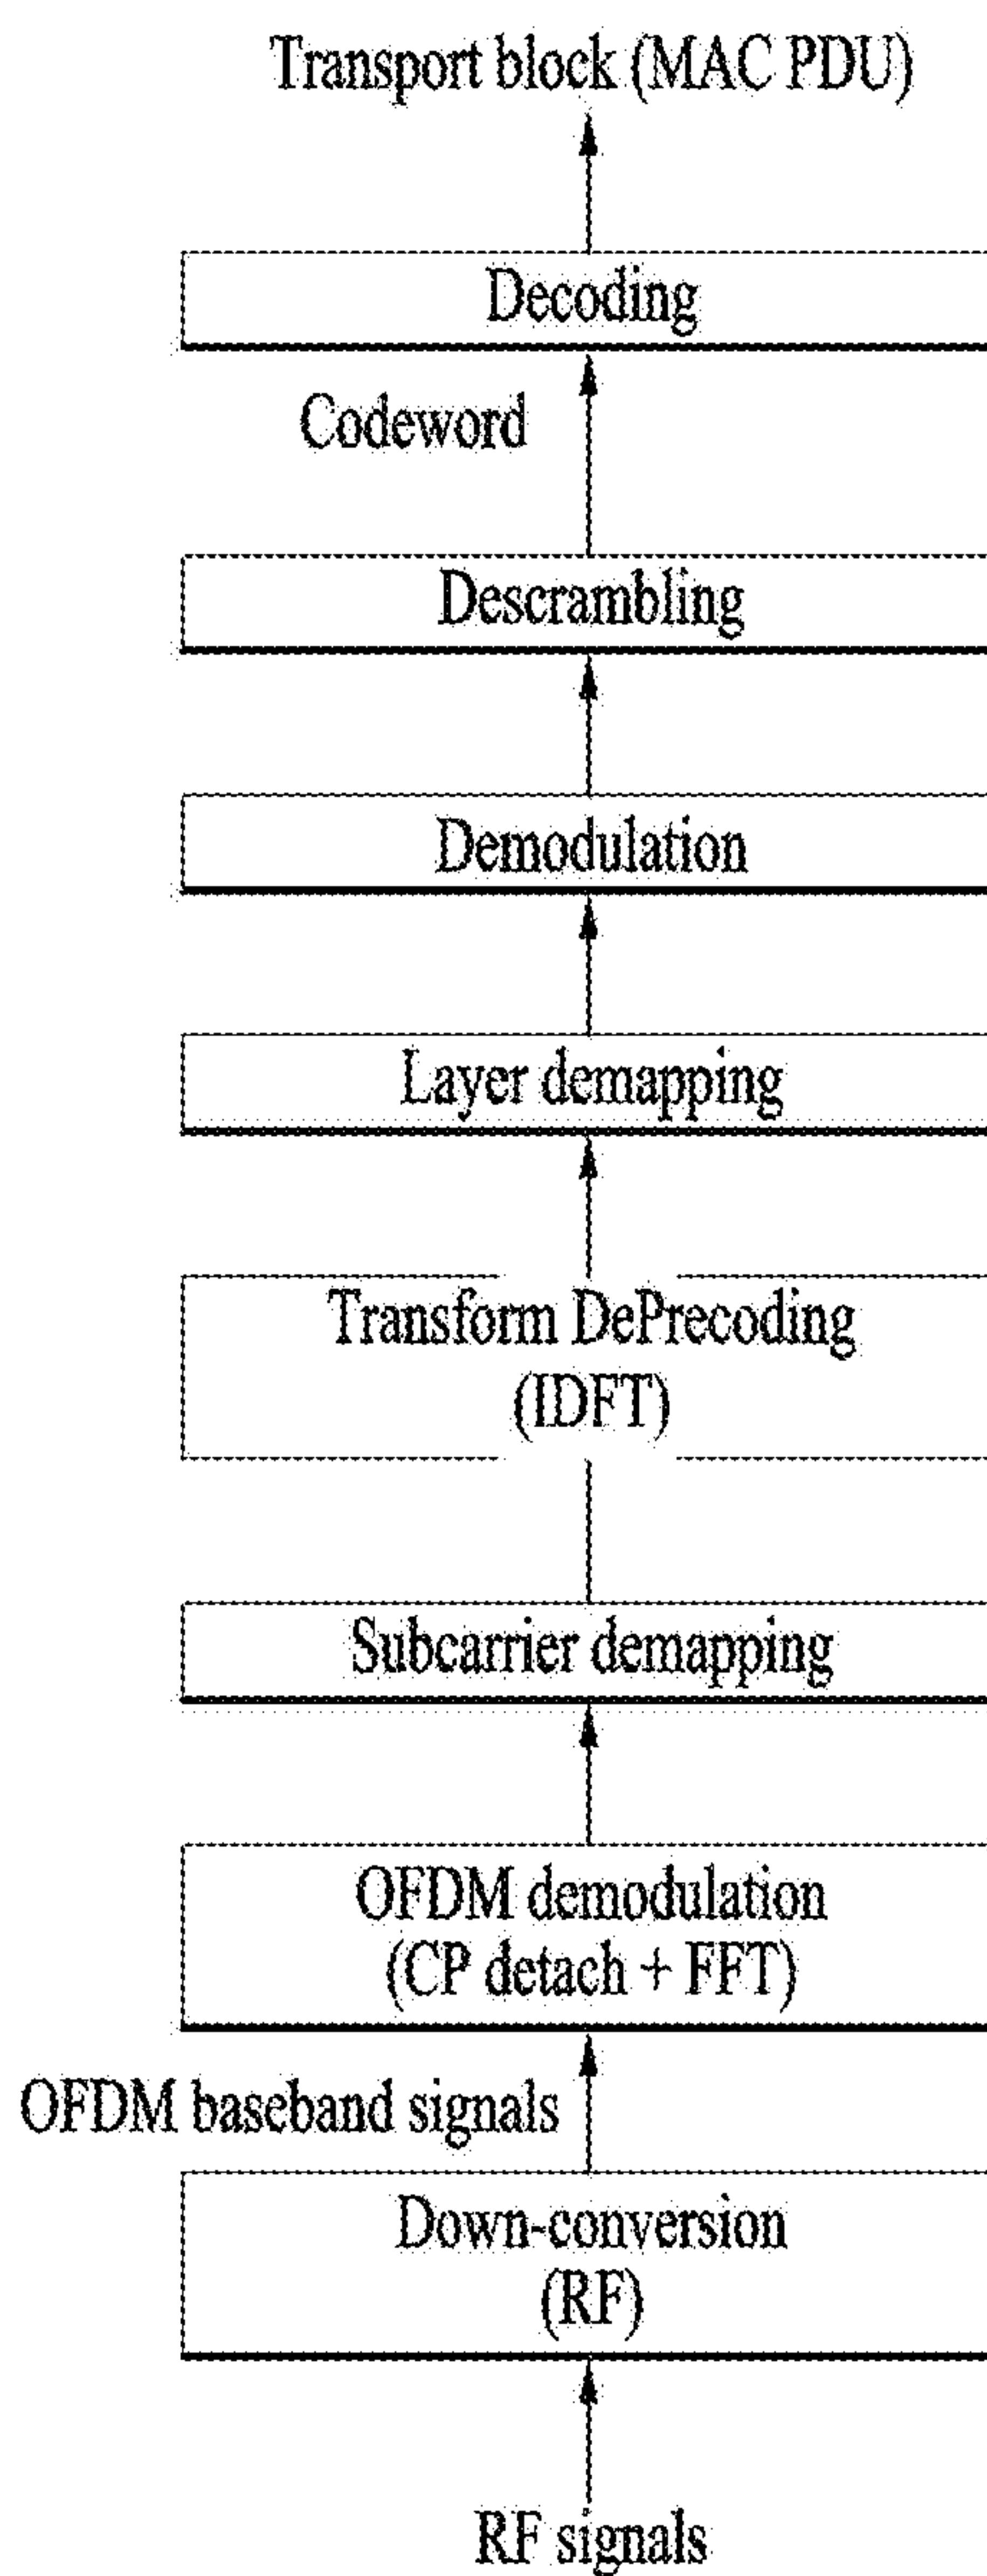 Transport block (MAC PDU)
Decoding
Codeword
Descrambling
Demodulation
Layer demapping
Transform DePrecoding
(IDFT)
Subcarrier demapping
OFDM demodulation
(CP detach + FFT)
OFDM baseband signals
Down-conversion
(RF)
RF signals